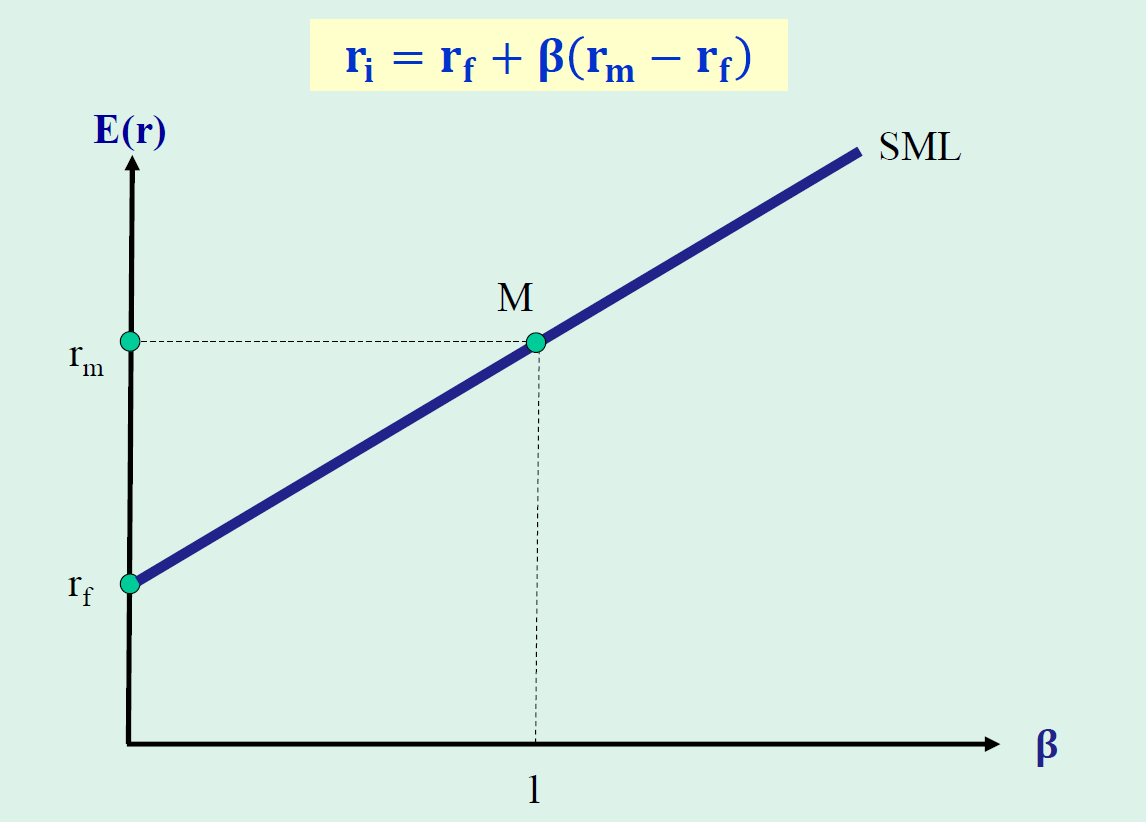 rᵢ = r_f + β(rₘ − r_f)
E(r)
SML
M
rₘ
r_f
β
1